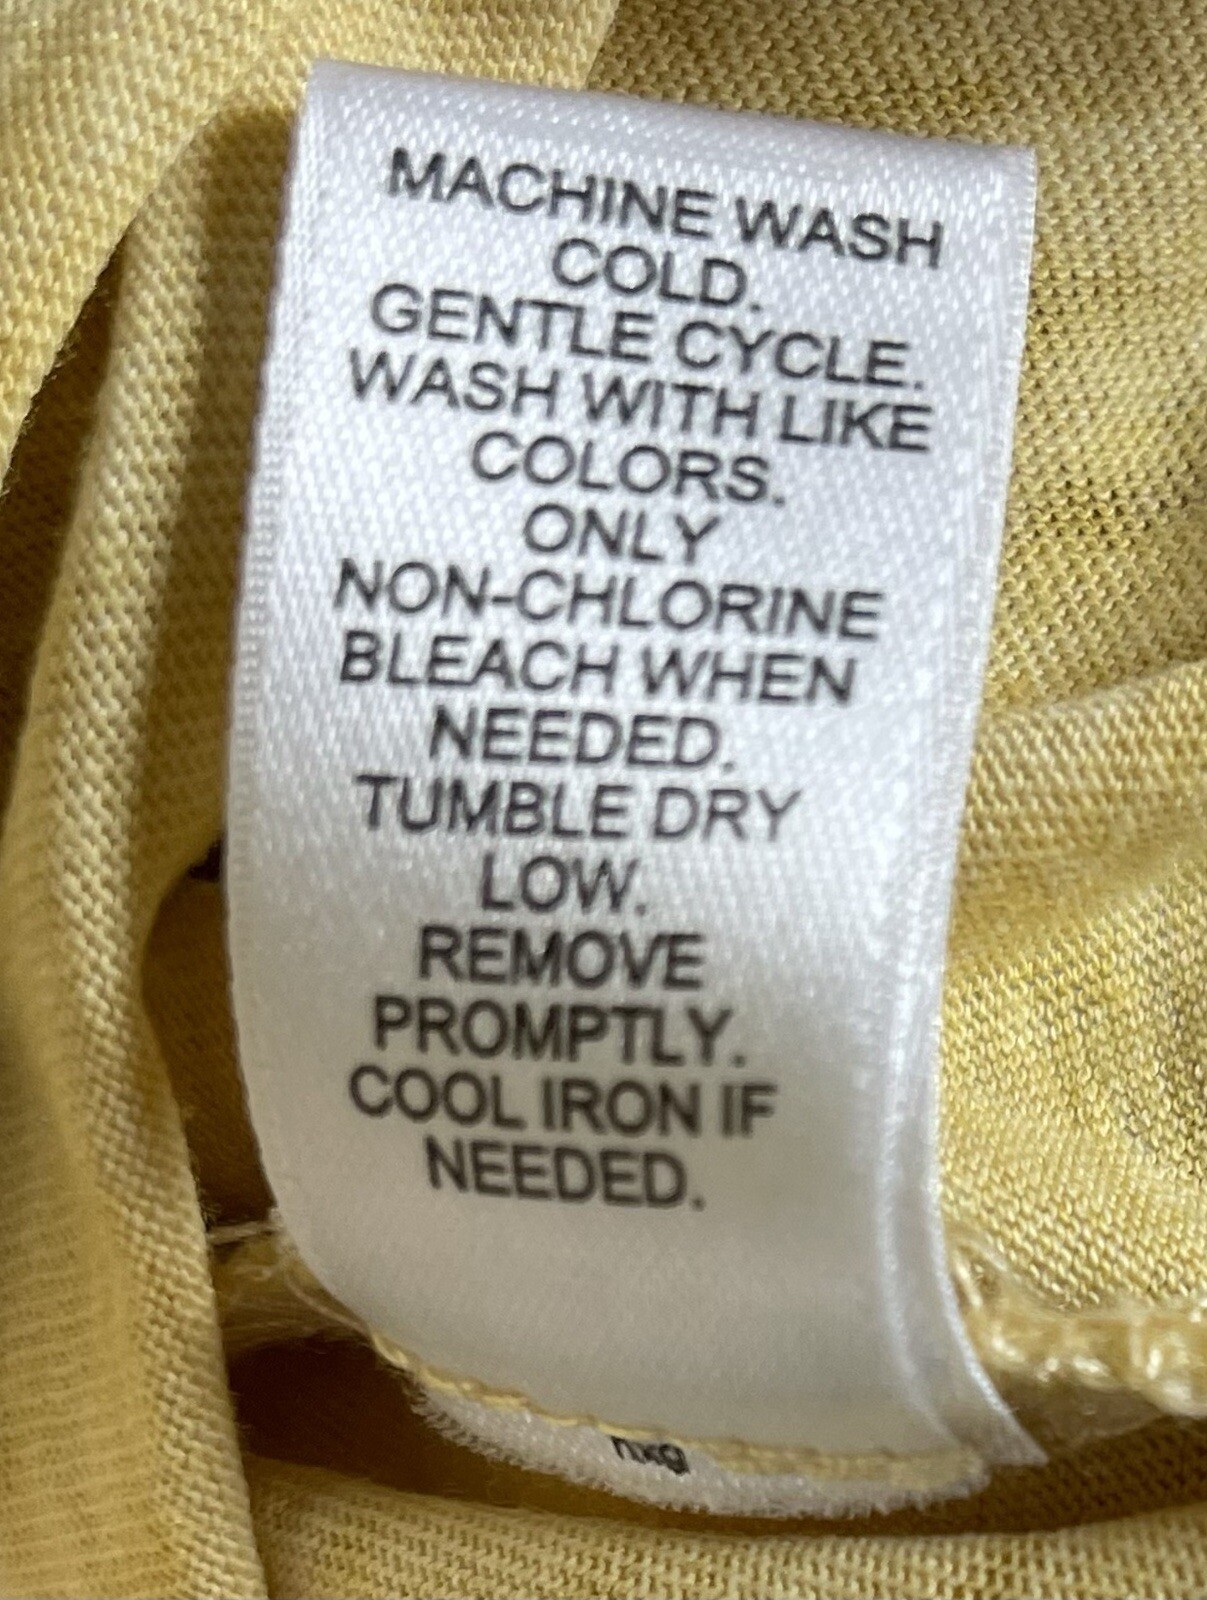 MACHINE WASH
COLD.
GENTLE CYCLE.
WASH WITH LIKE
COLORS.
ONLY
NON-CHLORINE
BLEACH WHEN
NEEDED.
TUMBLE DRY
LOW.
REMOVE
PROMPTLY.
COOL IRON IF
NEEDED.